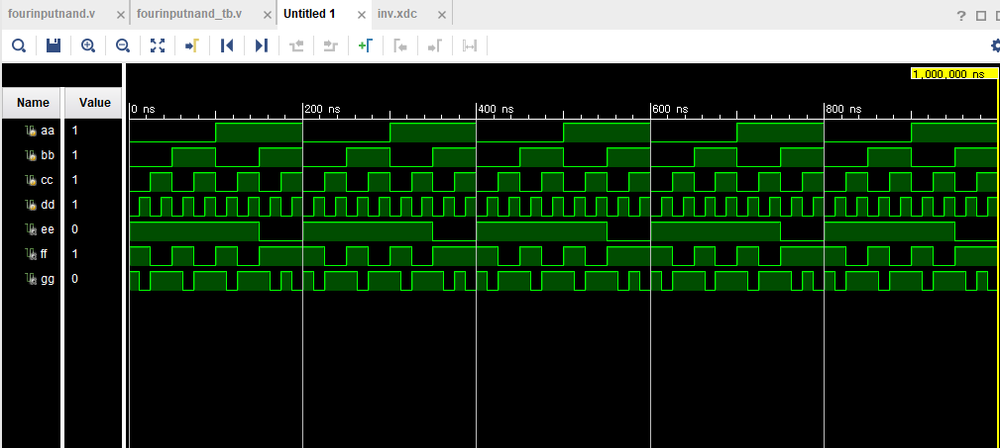 fourinputnand.v × fourinputnand_tb.v × Untitled 1 × inv.xdc × ?
1,000,000 ns
Name Value 0 ns 200 ns 400 ns 600 ns 800 ns
aa 1
bb 1
cc 1
dd 1
ee 0
ff 1
gg 0